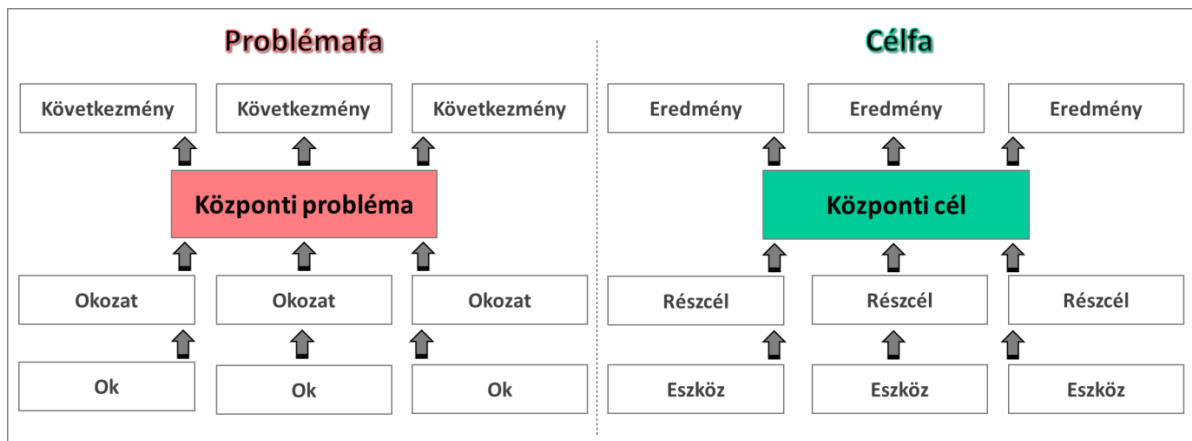 Problémafa
Következmény Következmény Következmény
Központi probléma
Okozat Okozat Okozat
Ok Ok Ok
Célfa
Eredmény Eredmény Eredmény
Központi cél
Részcél Részcél Részcél
Eszköz Eszköz Eszköz